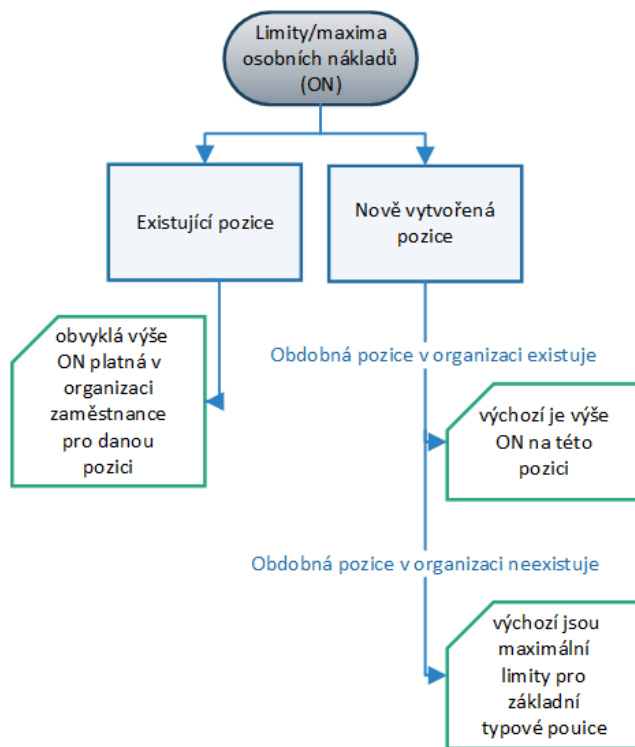 Limity/maxima
osobních nákladů
(ON)
Existující pozice
Nově vytvořená
pozice
obvyklá výše
ON platná v
organizaci
zaměstnance
pro danou
pozici
Obdobná pozice v organizaci existuje
výchozí je výše
ON na této
pozici
Obdobná pozice v organizaci neexistuje
výchozí jsou
maximální
limity pro
základní
typové pouice